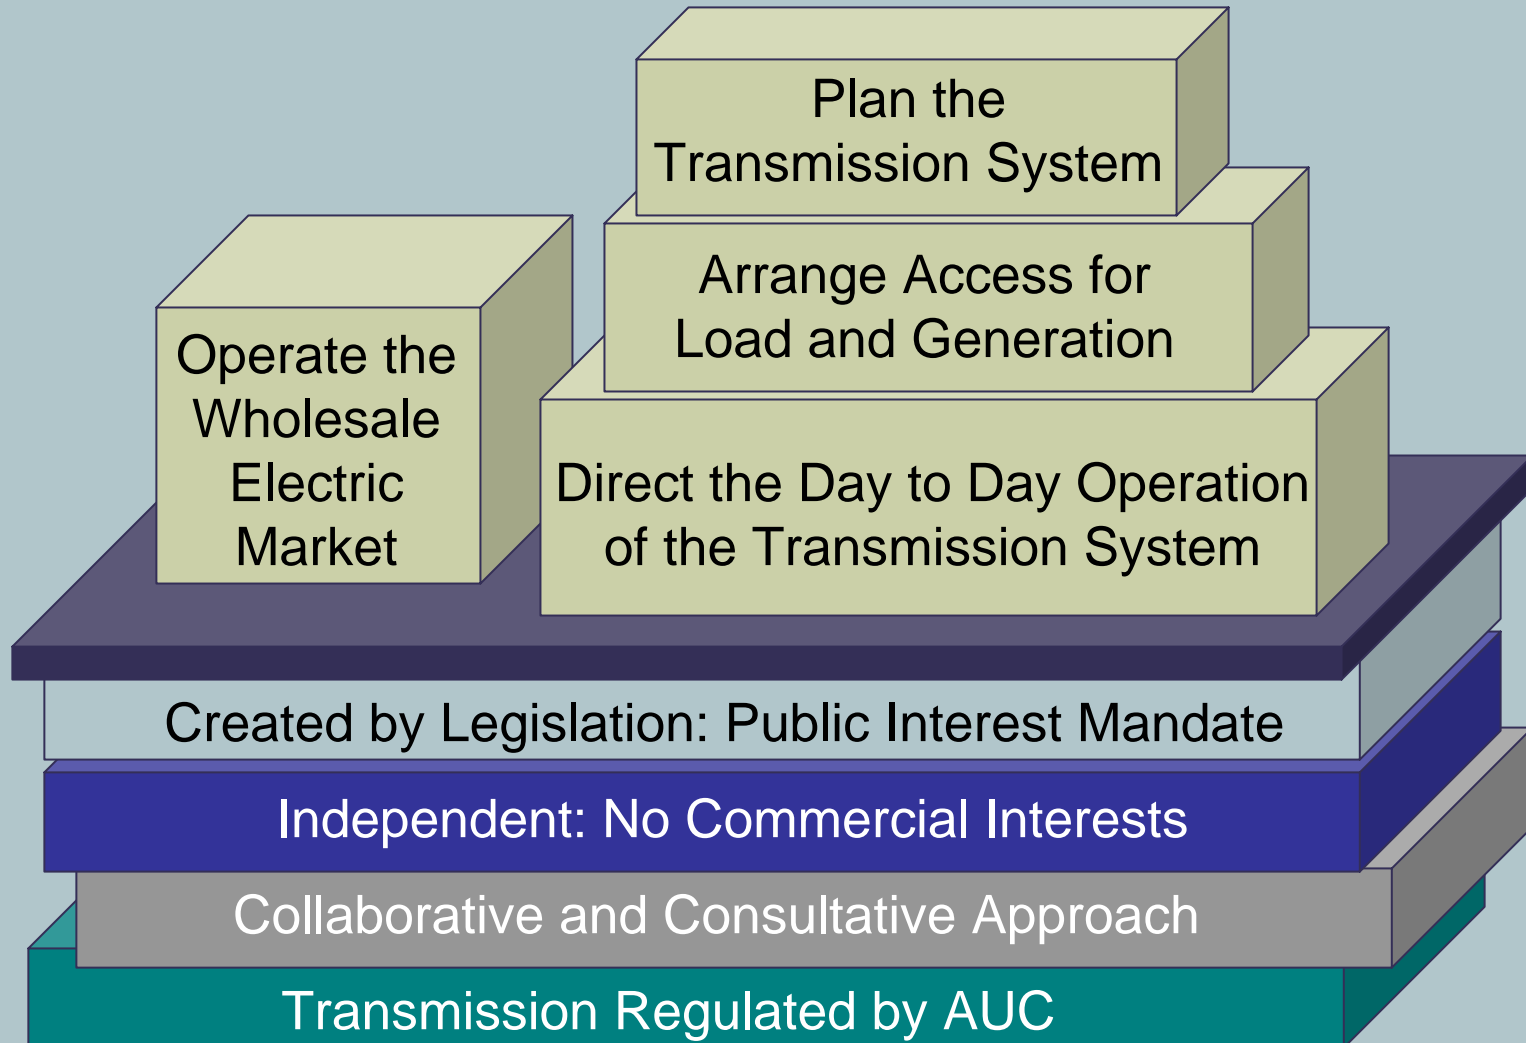 Plan the
Transmission System
Arrange Access for
Load and Generation
Operate the
Wholesale
Electric
Market
Direct the Day to Day Operation
of the Transmission System
Created by Legislation: Public Interest Mandate
Independent: No Commercial Interests
Collaborative and Consultative Approach
Transmission Regulated by AUC